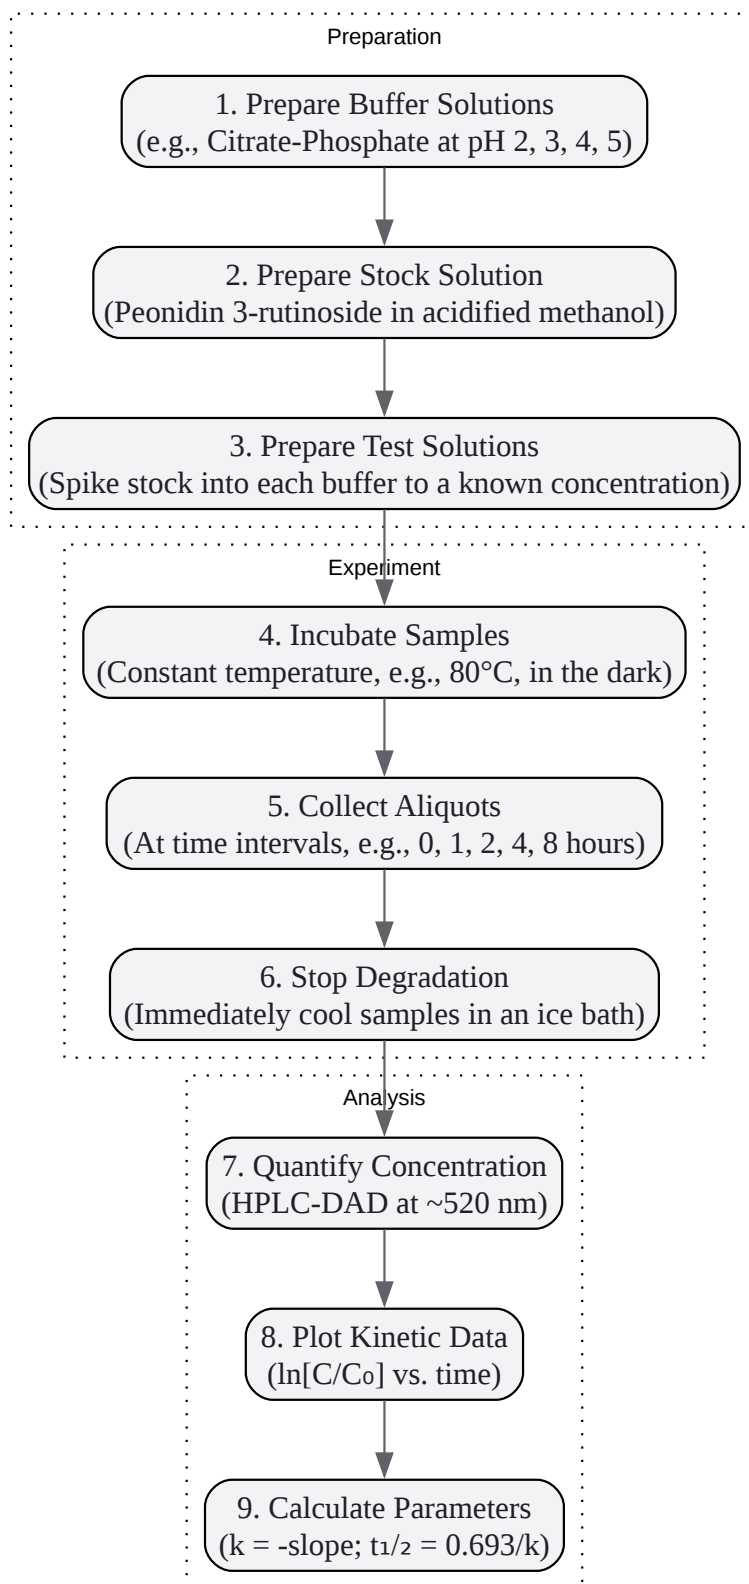 Preparation
1. Prepare Buffer Solutions
(e.g., Citrate-Phosphate at pH 2, 3, 4, 5)
2. Prepare Stock Solution
(Peonidin 3-rutinoside in acidified methanol)
3. Prepare Test Solutions
(Spike stock into each buffer to a known concentration)
Experiment
4. Incubate Samples
(Constant temperature, e.g., 80°C, in the dark)
5. Collect Aliquots
(At time intervals, e.g., 0, 1, 2, 4, 8 hours)
6. Stop Degradation
(Immediately cool samples in an ice bath)
Analysis
7. Quantify Concentration
(HPLC-DAD at ~520 nm)
8. Plot Kinetic Data
(ln[C/C₀] vs. time)
9. Calculate Parameters
(k = -slope; t₁/₂ = 0.693/k)